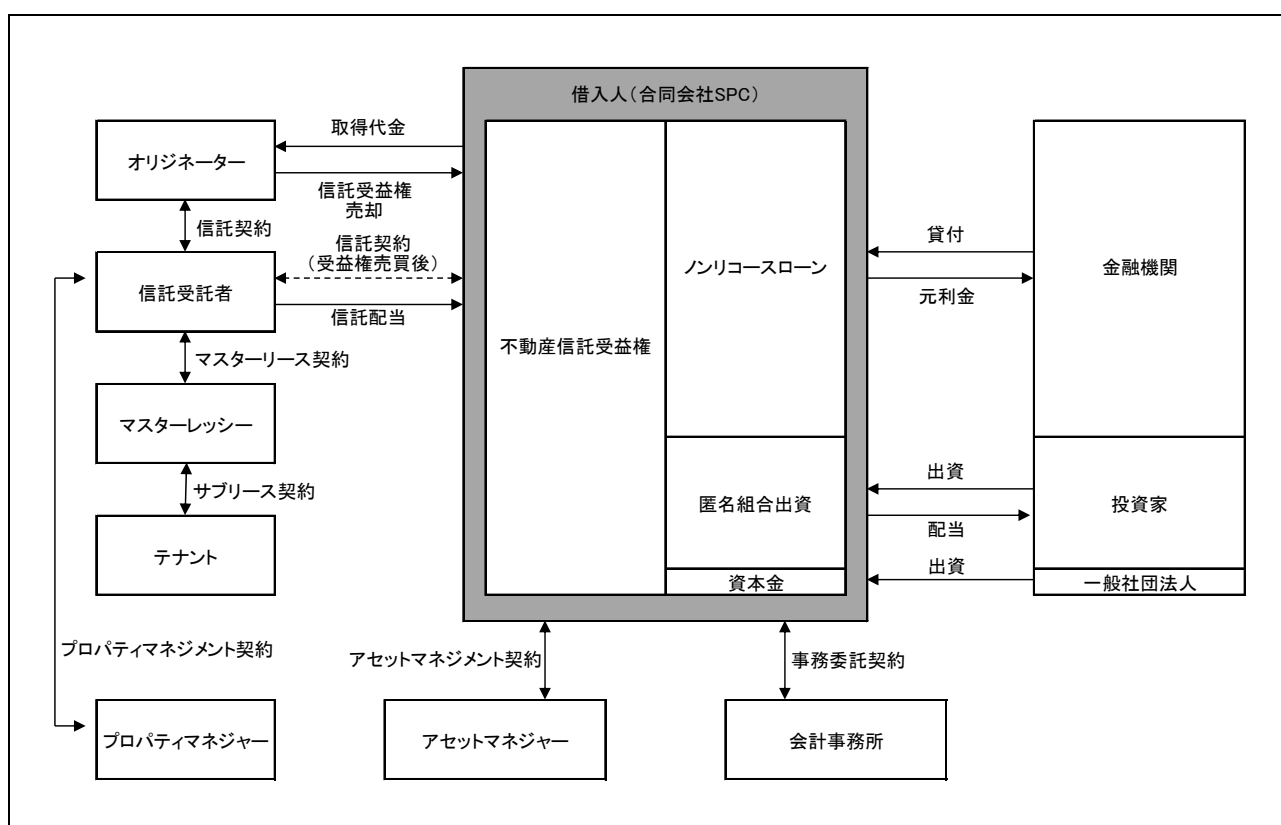 借入人（合同会社SPC）
オリジネーター
取得代金
信託受益権
売却
信託契約
信託契約
（受益権売買後）
信託受託者
信託配当
マスターリース契約
マスターレッシー
サブリース契約
テナント
プロパティマネジメント契約
プロパティマネジャー
不動産信託受益権
ノンリコースローン
匿名組合出資
資本金
貸付
元利金
金融機関
出資
配当
投資家
出資
一般社団法人
アセットマネジメント契約
事務委託契約
アセットマネジャー
会計事務所